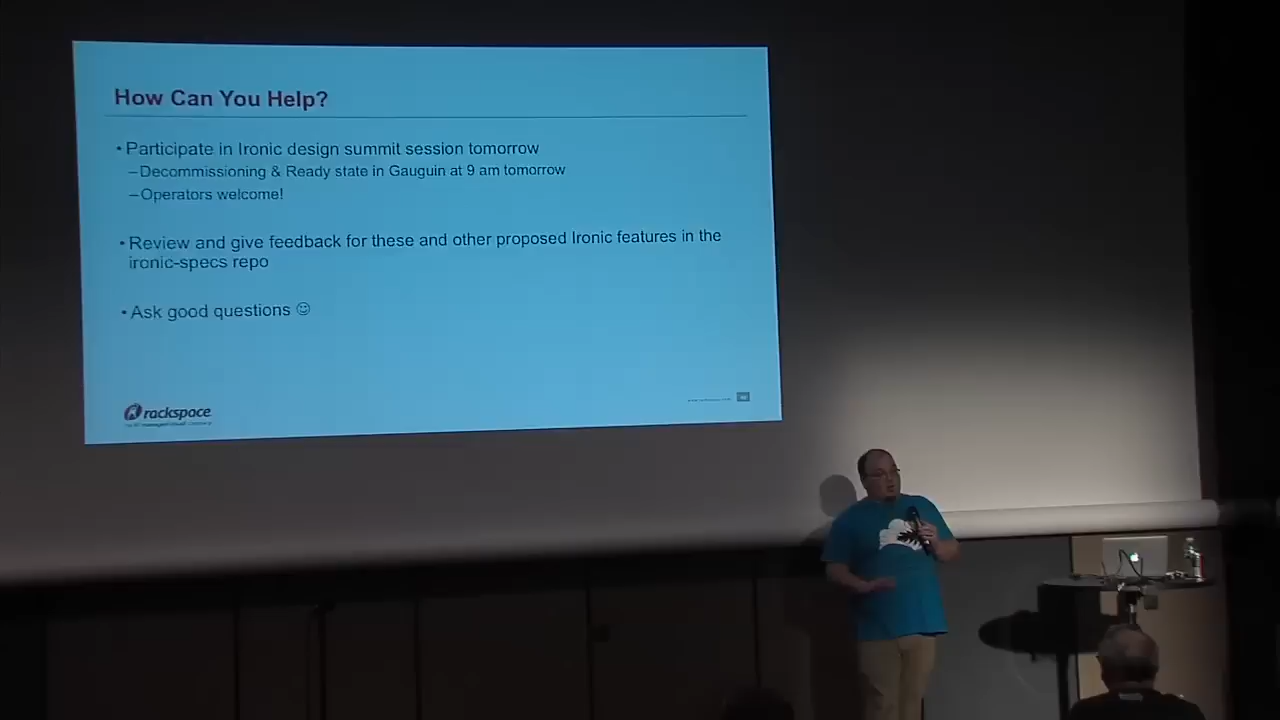 How Can You Help?
• Participate in Ironic design summit session tomorrow
–Decommissioning & Ready state in Gauguin at 9 am tomorrow
–Operators welcome!
• Review and give feedback for these and other proposed Ironic features in the
ironic-specs repo
• Ask good questions ☺
rackspace